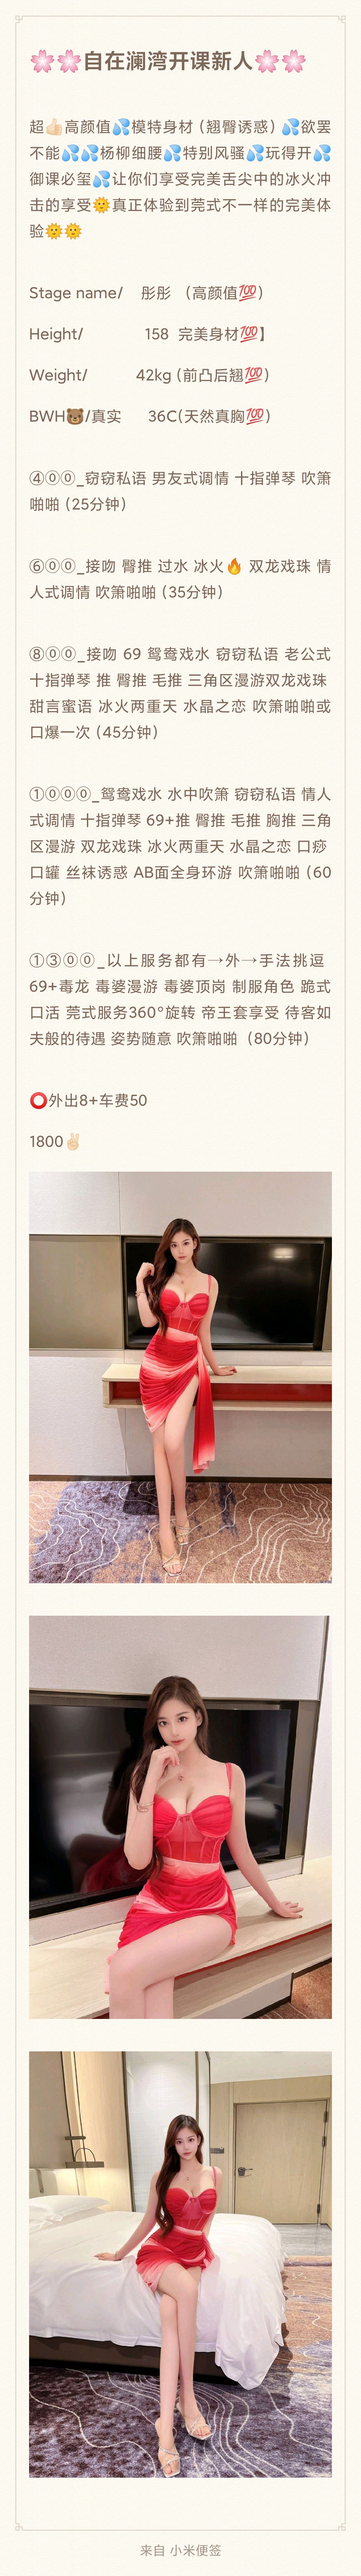 🌸🌸自在澜湾开课新人🌸🌸
超👍🏻高颜值💦模特身材（翘臀诱惑）💦欲罢
不能💦💦杨柳细腰💦特别风骚💦玩得开💦
御课必玺💦让你们享受完美舌尖中的冰火冲
击的享受🌞真正体验到莞式不一样的完美体
验🌞🌞
Stage name/ 彤彤 （高颜值💯）
Height/ 158 完美身材💯】
Weight/ 42kg (前凸后翘💯)
BWH🐻/真实 36C(天然真胸💯)
④⓪⓪_窃窃私语 男友式调情 十指弹琴 吹箫
啪啪（25分钟）
⑥⓪⓪_接吻 臀推 过水 冰火🔥 双龙戏珠 情
人式调情 吹箫啪啪（35分钟）
⑧⓪⓪_接吻 69 鸳鸯戏水 窃窃私语 老公式
十指弹琴 推 臀推 毛推 三角区漫游双龙戏珠
甜言蜜语 冰火两重天 水晶之恋 吹箫啪啪或
口爆一次（45分钟）
①⓪⓪⓪_鸳鸯戏水 水中吹箫 窃窃私语 情人
式调情 十指弹琴 69+推 臀推 毛推 胸推 三角
区漫游 双龙戏珠 冰火两重天 水晶之恋 口痧
口罐 丝袜诱惑 AB面全身环游 吹箫啪啪（60
分钟）
①③⓪⓪_以上服务都有→外→手法挑逗
69+毒龙 毒婆漫游 毒婆顶岗 制服角色 跪式
口活 莞式服务360°旋转 帝王套享受 待客如
夫般的待遇 姿势随意 吹箫啪啪（80分钟）
⭕外出8+车费50
1800✌🏻
来自 小米便签